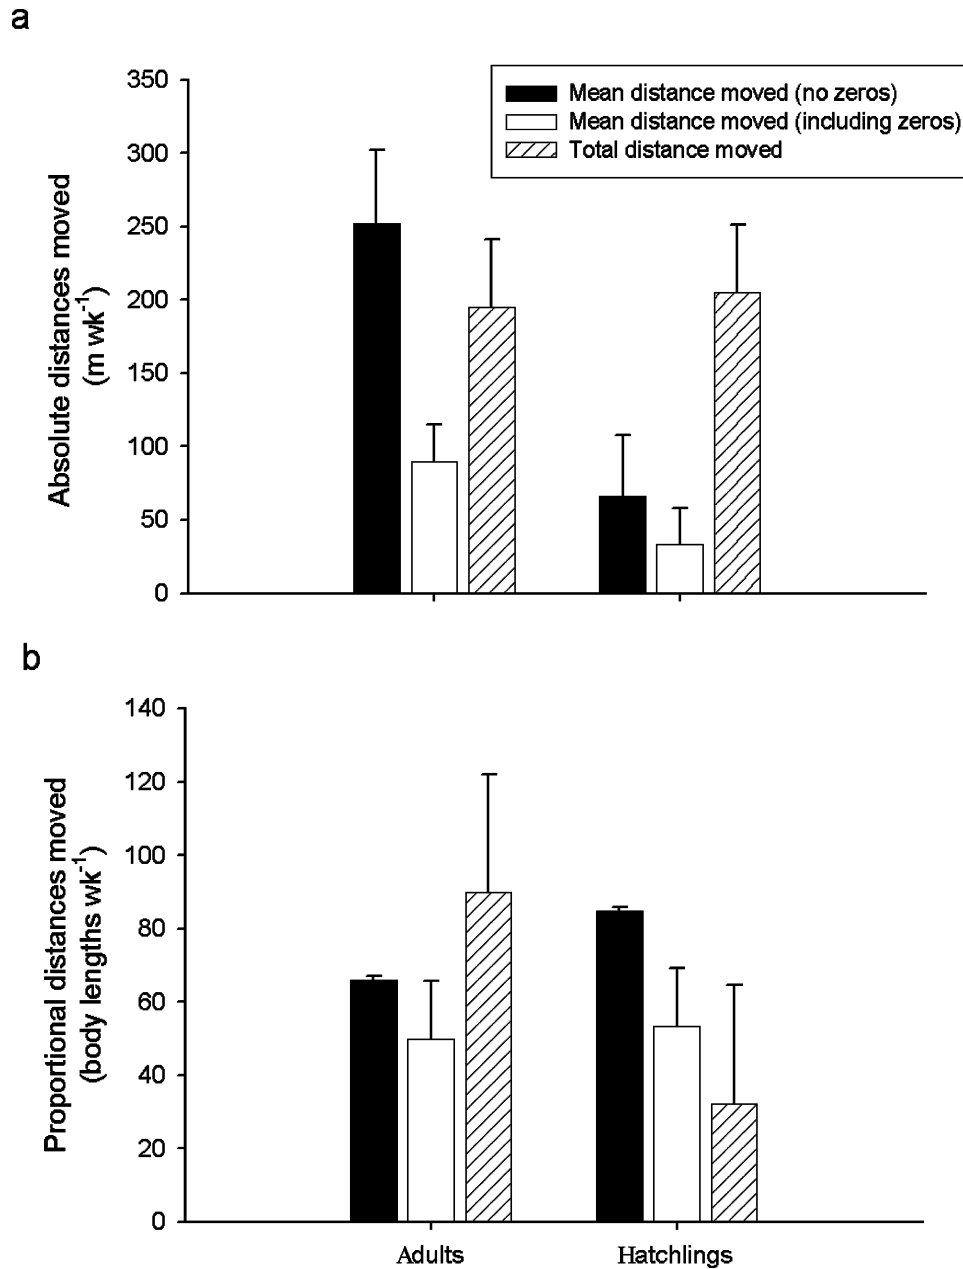 a
350
300
250
200
150
100
50
0
Absolute distances moved
(m wk-1)
Mean distance moved (no zeros)
Mean distance moved (including zeros)
Total distance moved
b
140
120
100
80
60
40
20
0
Proportional distances moved
(body lengths wk-1)
Adults
Hatchlings